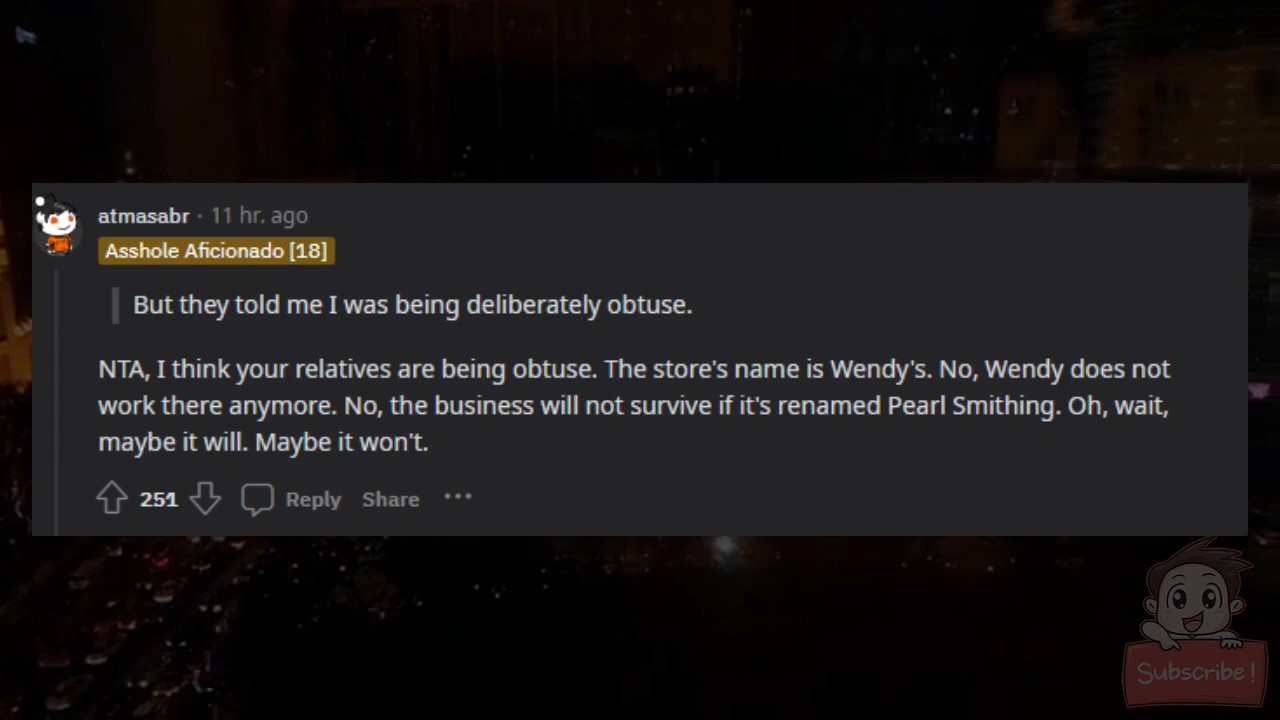 atmasabr · 11 hr. ago
Asshole Aficionado [18]
But they told me I was being deliberately obtuse.
NTA, I think your relatives are being obtuse. The store's name is Wendy's. No, Wendy does not
work there anymore. No, the business will not survive if it's renamed Pearl Smithing. Oh, wait,
maybe it will. Maybe it won't.
251 Reply Share ···
Subscribe!